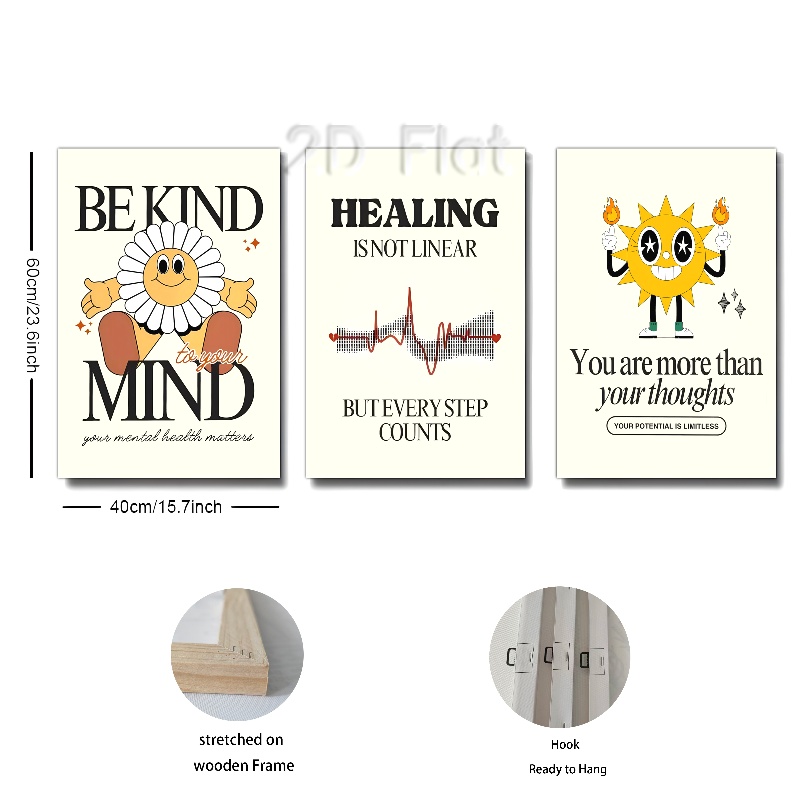 2D Flat
BE KIND
to your
MIND
your mental health matters
HEALING
IS NOT LINEAR
BUT EVERY STEP
COUNTS
You are more than
your thoughts
YOUR POTENTIAL IS LIMITLESS
60cm/23.6inch
40cm/15.7inch
stretched on
wooden Frame
Hook
Ready to Hang